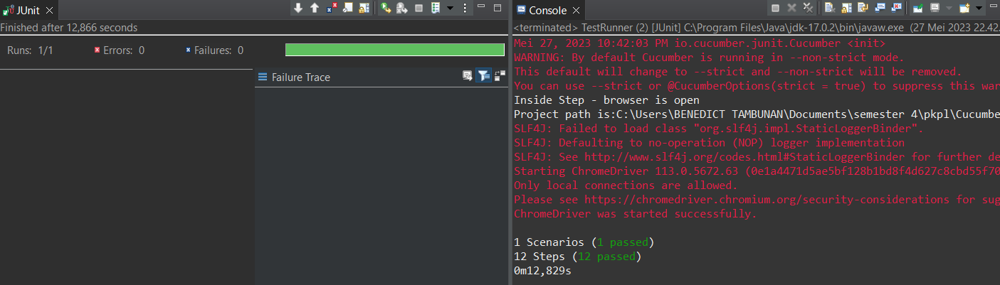 JUnit
Finished after 12,866 seconds
Runs: 1/1 Errors: 0 Failures: 0
Failure Trace
Console
<terminated> TestRunner (2) [JUnit] C:\Program Files\Java\jdk-17.0.2\bin\javaw.exe (27 Mei 2023 22.42.
Mei 27, 2023 10:42:03 PM io.cucumber.junit.Cucumber <init>
WARNING: By default Cucumber is running in --non-strict mode.
This default will change to --strict and --non-strict will be removed.
You can use --strict or @CucumberOptions(strict = true) to suppress this war
Inside Step - browser is open
Project path is:C:\Users\BENEDICT TAMBUNAN\Documents\semester 4\pkpl\Cucumbe
SLF4J: Failed to load class "org.slf4j.impl.StaticLoggerBinder".
SLF4J: Defaulting to no-operation (NOP) logger implementation
SLF4J: See http://www.slf4j.org/codes.html#StaticLoggerBinder for further de
Starting ChromeDriver 113.0.5672.63 (0e1a4471d5ae5bf128b1bd8f4d627c8cbd55f70
Only local connections are allowed.
Please see https://chromedriver.chromium.org/security-considerations for sug
ChromeDriver was started successfully.
1 Scenarios (1 passed)
12 Steps (12 passed)
0m12,829s